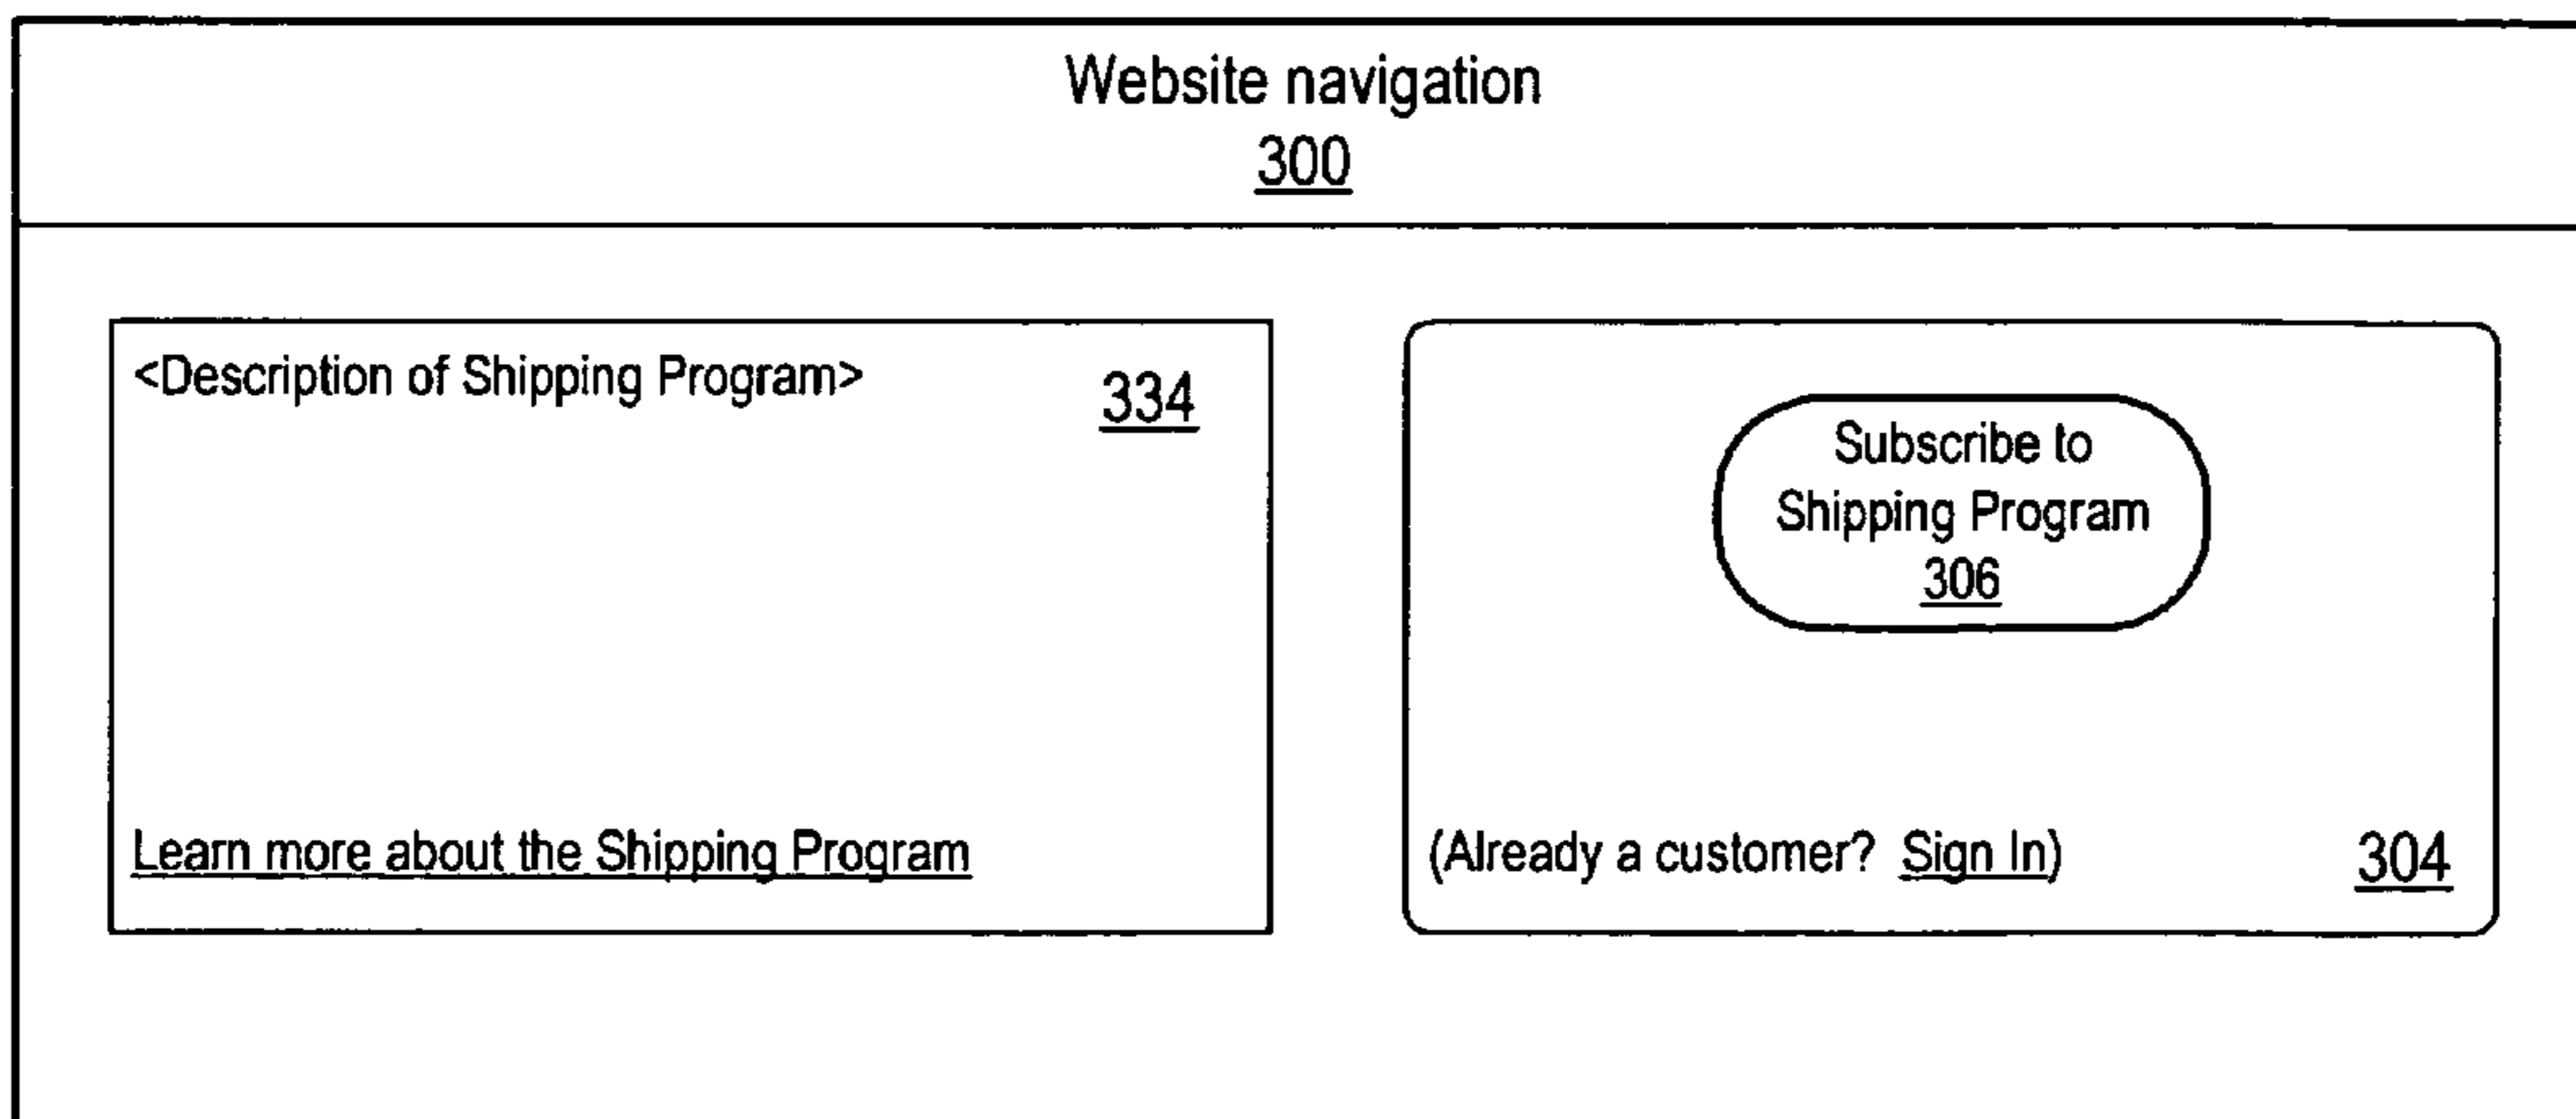 Website navigation
300
<Description of Shipping Program>
334
Learn more about the Shipping Program
Subscribe to
Shipping Program
306
(Already a customer? Sign In)
304